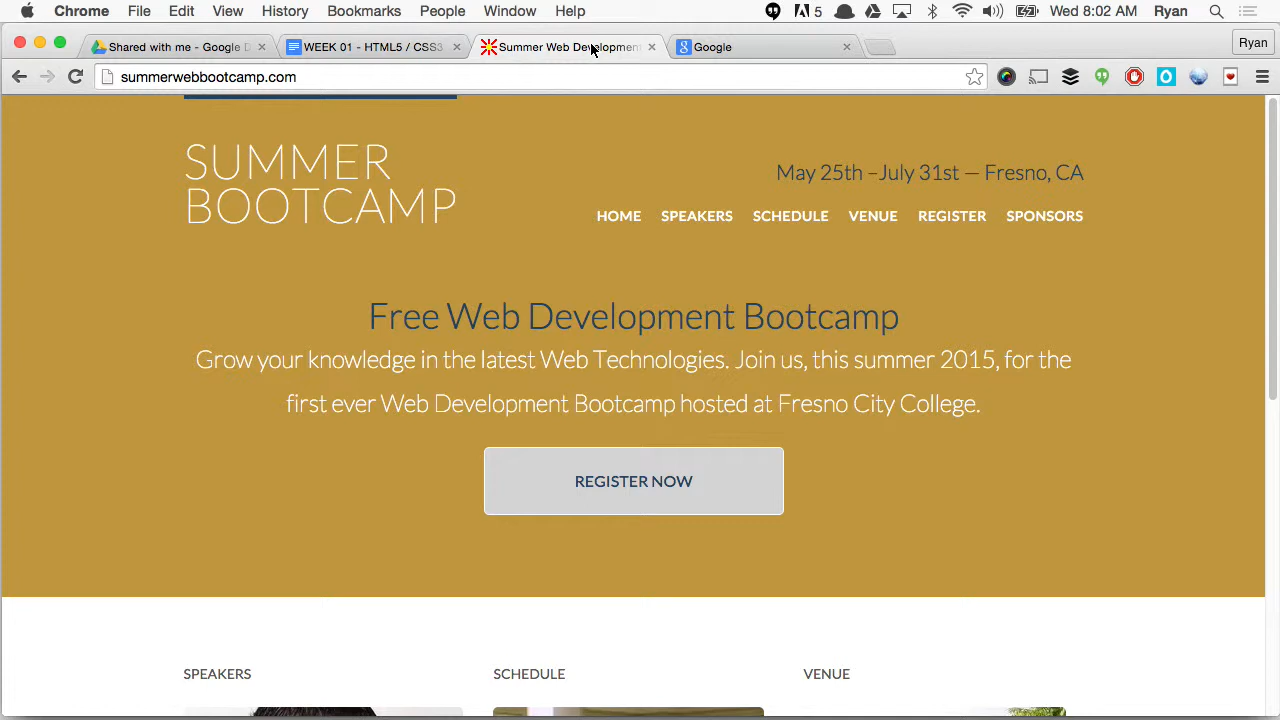 Chrome File Edit View History Bookmarks People Window Help 5 Wed 8:02 AM Ryan
Shared with me - Google D WEEK 01 - HTML5 / CSS3 Summer Web Development Google Ryan
summerwebbootcamp.com
SUMMER
BOOTCAMP
May 25th –July 31st — Fresno, CA
HOME SPEAKERS SCHEDULE VENUE REGISTER SPONSORS
Free Web Development Bootcamp
Grow your knowledge in the latest Web Technologies. Join us, this summer 2015, for the
first ever Web Development Bootcamp hosted at Fresno City College.
REGISTER NOW
SPEAKERS SCHEDULE VENUE